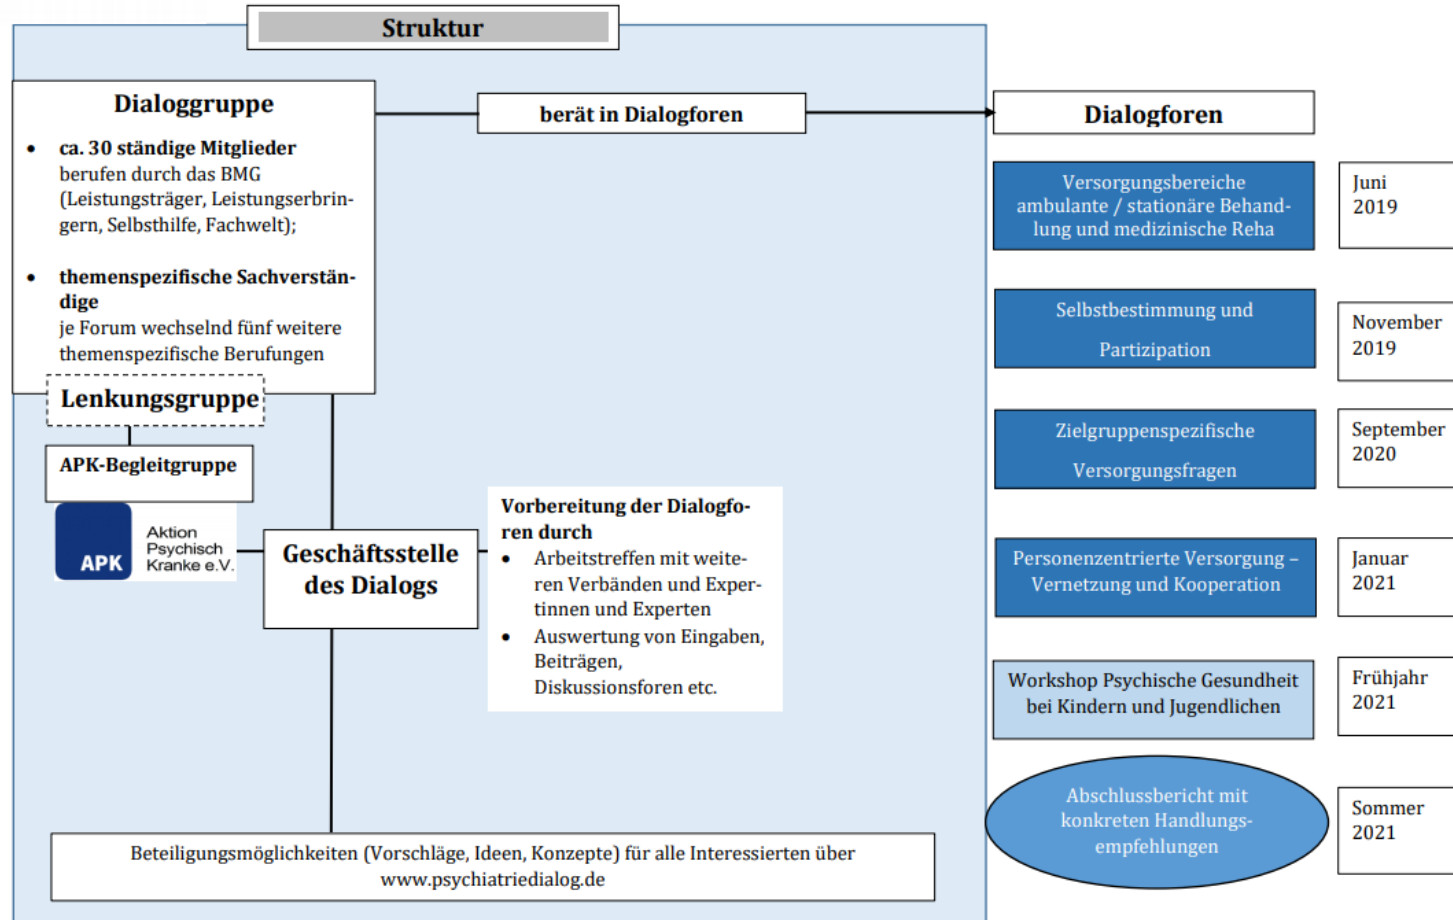 Struktur
Dialoggruppe
• ca. 30 ständige Mitglieder
berufen durch das BMG
(Leistungsträger, Leistungserbrin-
gern, Selbsthilfe, Fachwelt);
• themenspezifische Sachverstän-
dige
je Forum wechselnd fünf weitere
themenspezifische Berufungen
Lenkungsgruppe
APK-Begleitgruppe
APK
Aktion
Psychisch
Kranke e.V.
Geschäftsstelle
des Dialogs
Vorbereitung der Dialogfo-
ren durch
• Arbeitstreffen mit weite-
ren Verbänden und Exper-
tinnen und Experten
• Auswertung von Eingaben,
Beiträgen,
Diskussionsforen etc.
Beteiligungsmöglichkeiten (Vorschläge, Ideen, Konzepte) für alle Interessierten über
www.psychiatriedialog.de
berät in Dialogforen
Dialogforen
Versorgungsbereiche
ambulante / stationäre Behand-
lung und medizinische Reha
Juni
2019
Selbstbestimmung und
Partizipation
November
2019
Zielgruppenspezifische
Versorgungsfragen
September
2020
Personenzentrierte Versorgung –
Vernetzung und Kooperation
Januar
2021
Workshop Psychische Gesundheit
bei Kindern und Jugendlichen
Frühjahr
2021
Abschlussbericht mit
konkreten Handlungs-
empfehlungen
Sommer
2021